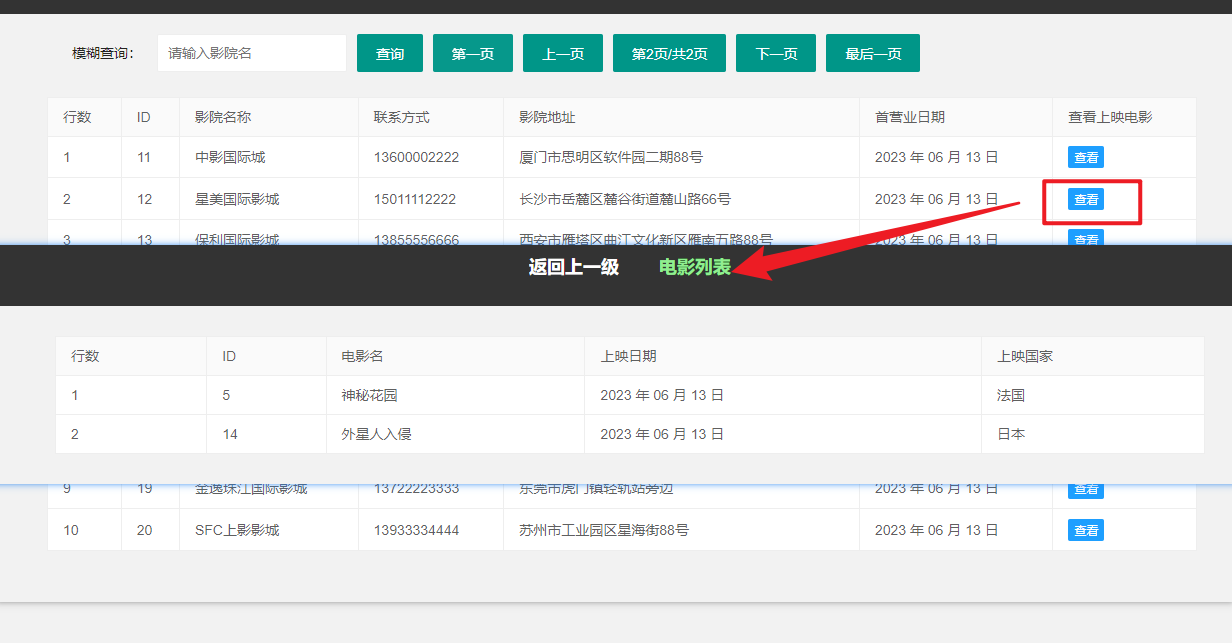 模糊查询： 请输入影院名 查询 第一页 上一页 第2页/共2页 下一页 最后一页
行数 ID 影院名称 联系方式 影院地址 首营业日期 查看上映电影
1 11 中影国际城 13600002222 厦门市思明区软件园二期88号 2023 年 06 月 13 日 查看
2 12 星美国际影城 15011112222 长沙市岳麓区麓谷街道麓山路66号 2023 年 06 月 13 日 查看
3 13 保利国际影城 13855556666 西安市雁塔区曲江文化新区雁南五路88号 2023 年 06 月 13 日 查看
返回上一级 电影列表
行数 ID 电影名 上映日期 上映国家
1 5 神秘花园 2023 年 06 月 13 日 法国
2 14 外星人入侵 2023 年 06 月 13 日 日本
9 19 金逸珠江国际影城 13722223333 东莞市虎门镇轻轨站旁边 2023 年 06 月 13 日 查看
10 20 SFC上影影城 13933334444 苏州市工业园区星海街88号 2023 年 06 月 13 日 查看